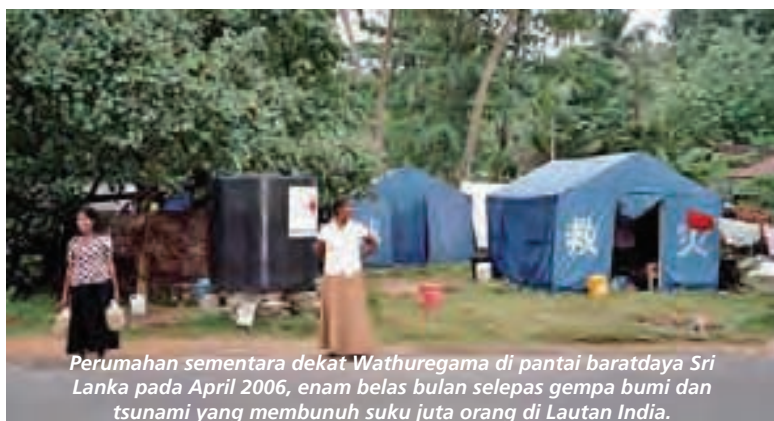 救 灾
Perumahan sementara dekat Wathuregama di pantai baratdaya Sri
Lanka pada April 2006, enam belas bulan selepas gempa bumi dan
tsunami yang membunuh suku juta orang di Lautan India.